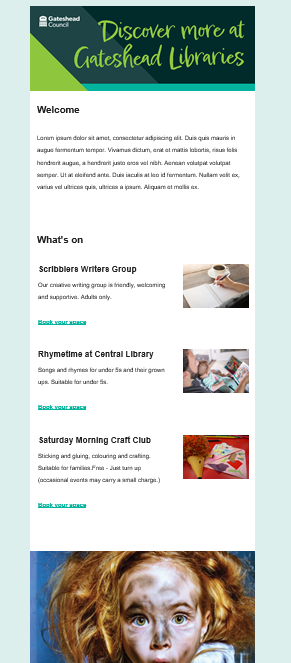 Gateshead
Council
Discover more at
Gateshead Libraries
Welcome
Lorem ipsum dolor sit amet, consectetur adipiscing elit. Duis quis mauris in
augue fermentum tempor. Vivamus dictum, erat et mattis lobortis, risus felis
hendrerit augue, a hendrerit justo eros vel nibh. Aenean volutpat volutpat
semper. Ut at eleifend ante. Duis iaculis at leo id fermentum. Nullam velit ex,
varius vel ultrices quis, ultrices a ipsum. Aliquam et mollis ex.
What's on
Scribblers Writers Group
Our creative writing group is friendly, welcoming
and supportive. Adults only.
Book your space
Rhymetime at Central Library
Songs and rhymes for under 5s and their grown
ups. Suitable for under 5s.
Book your space
Saturday Morning Craft Club
Sticking and gluing, colouring and crafting.
Suitable for families.Free - Just turn up
(occasional events may carry a small charge.)
Book your space